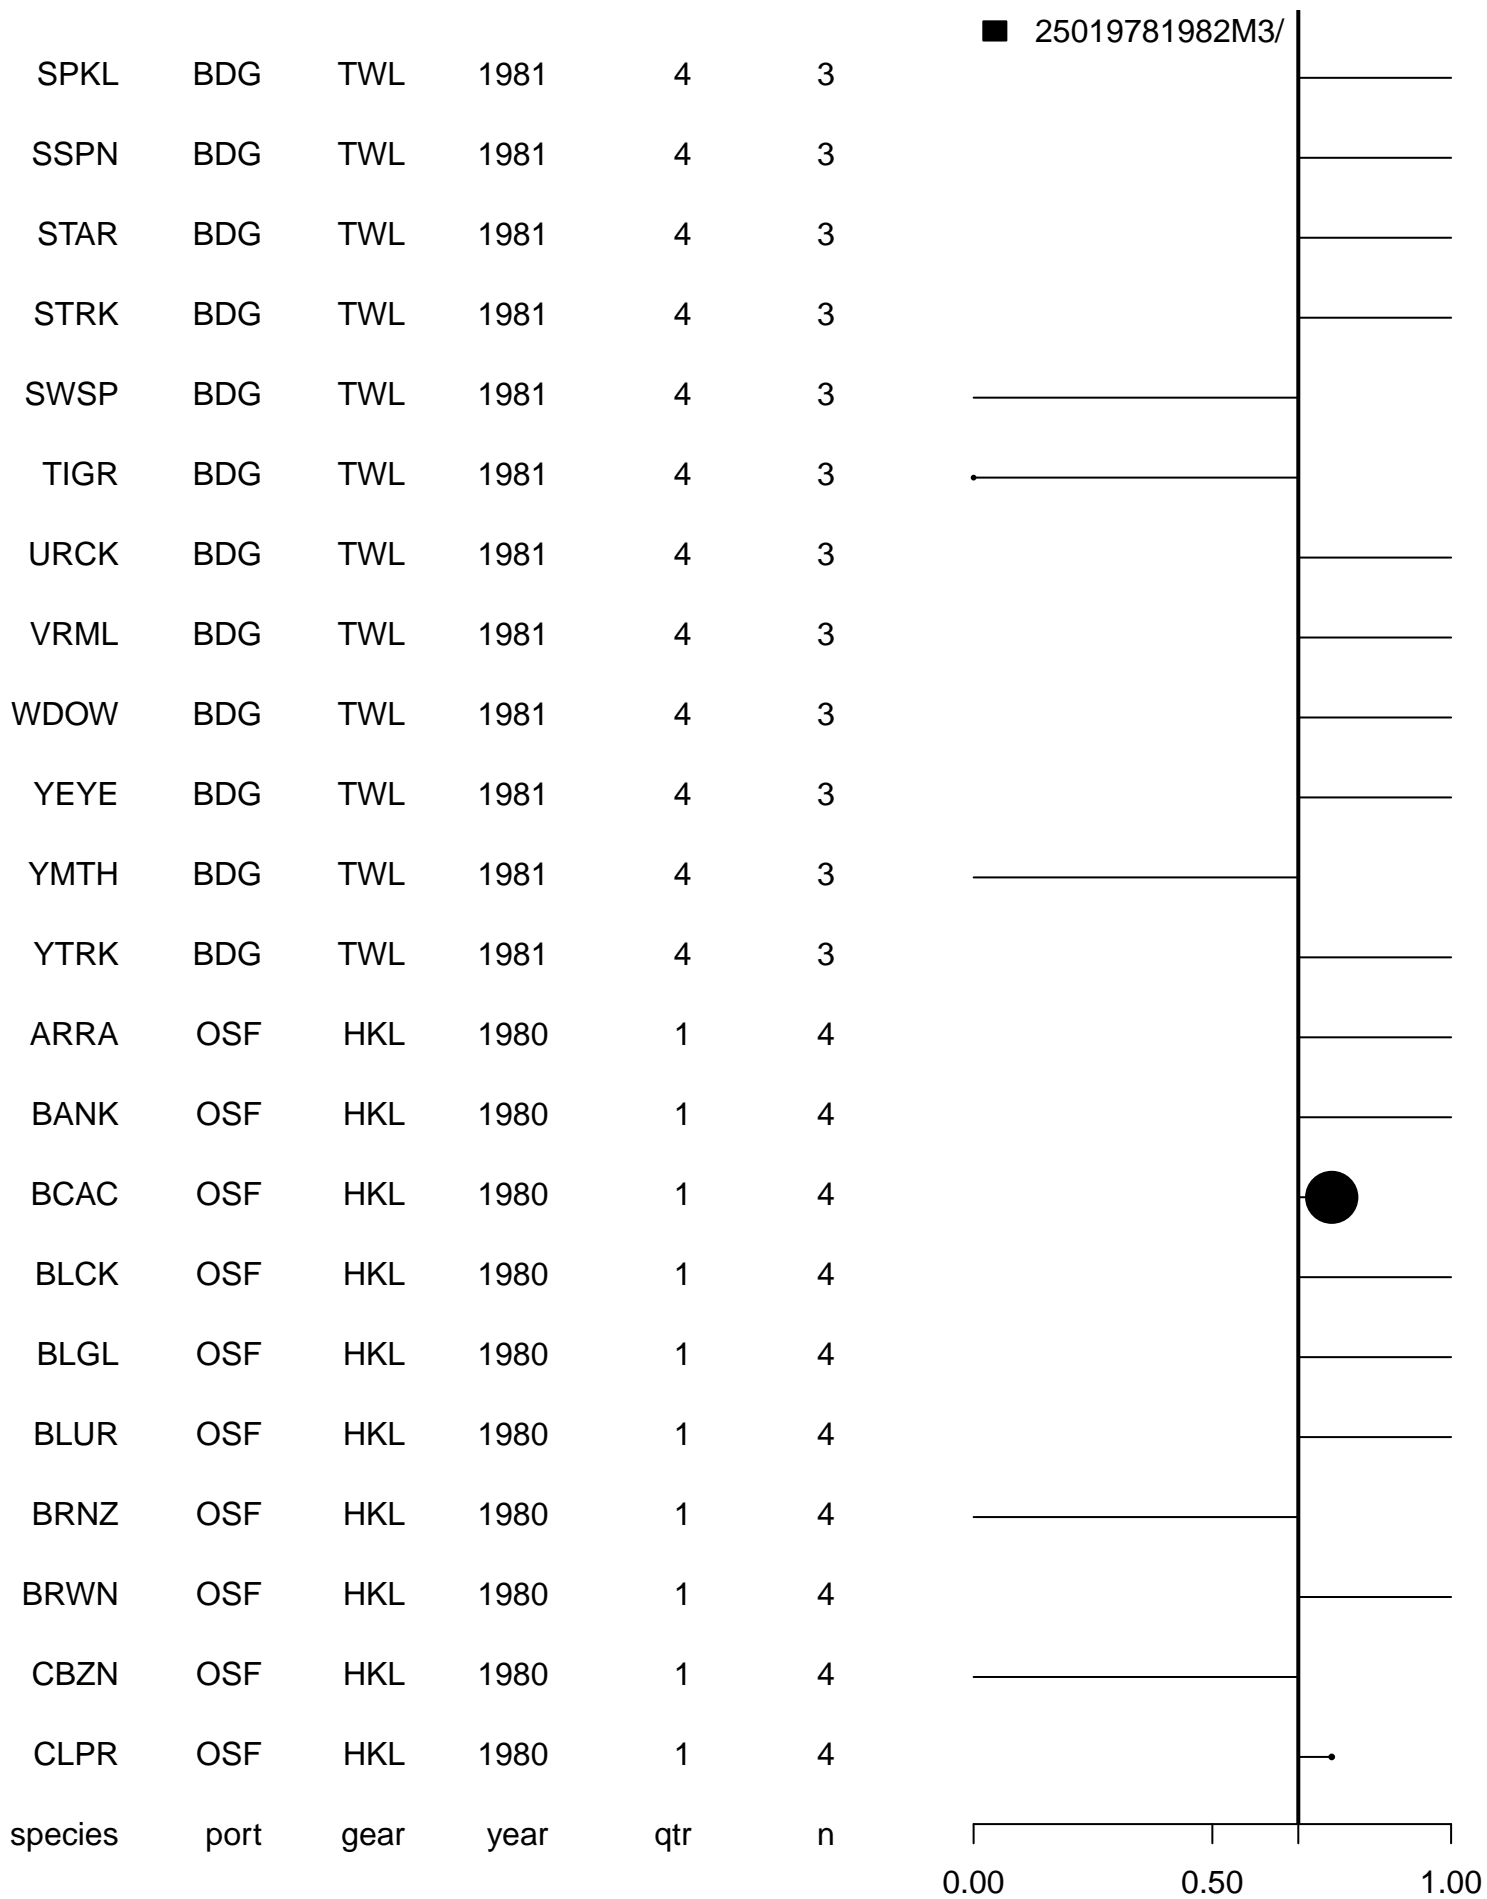 25019781982M3/
SPKL BDG TWL 1981 4 3
SSPN BDG TWL 1981 4 3
STAR BDG TWL 1981 4 3
STRK BDG TWL 1981 4 3
SWSP BDG TWL 1981 4 3
TIGR BDG TWL 1981 4 3
URCK BDG TWL 1981 4 3
VRML BDG TWL 1981 4 3
WDOW BDG TWL 1981 4 3
YEYE BDG TWL 1981 4 3
YMTH BDG TWL 1981 4 3
YTRK BDG TWL 1981 4 3
ARRA OSF HKL 1980 1 4
BANK OSF HKL 1980 1 4
BCAC OSF HKL 1980 1 4
BLCK OSF HKL 1980 1 4
BLGL OSF HKL 1980 1 4
BLUR OSF HKL 1980 1 4
BRNZ OSF HKL 1980 1 4
BRWN OSF HKL 1980 1 4
CBZN OSF HKL 1980 1 4
CLPR OSF HKL 1980 1 4
species port gear year qtr n
0.00 0.50 1.00